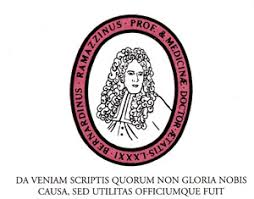 BERNARDINUS · RAMAZZINUS · PROF. & MEDICINÆ · DOCTOR ÆTATIS · LXXXI ·
DA VENIAM SCRIPTIS QUORUM NON GLORIA NOBIS
CAUSA, SED UTILITAS OFFICIUMQUE FUIT